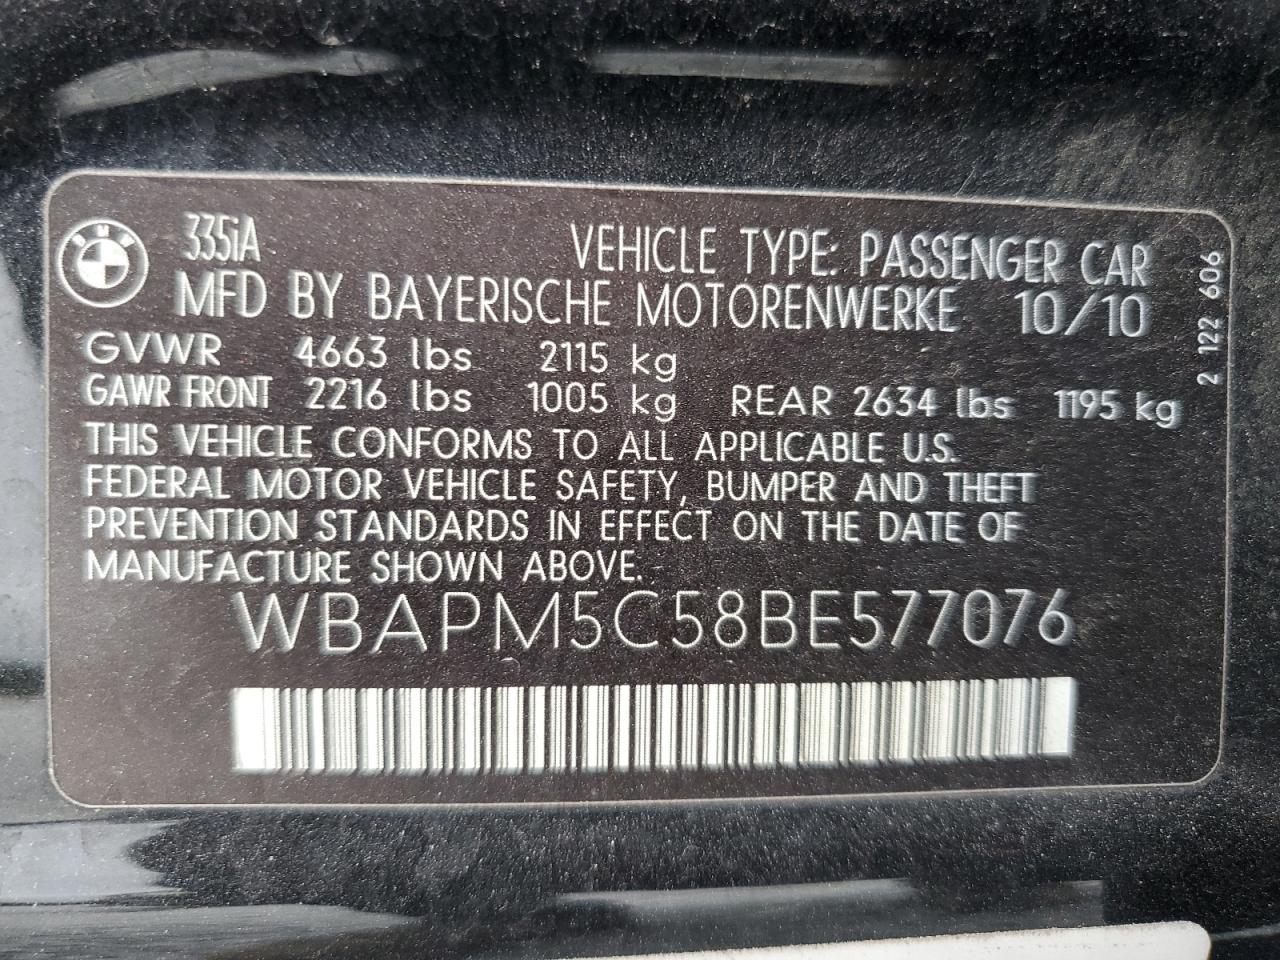 BMW
335iA
VEHICLE TYPE: PASSENGER CAR
MFD BY BAYERISCHE MOTORENWERKE 10/10
GVWR 4663 lbs 2115 kg
GAWR FRONT 2216 lbs 1005 kg REAR 2634 lbs 1195 kg
THIS VEHICLE CONFORMS TO ALL APPLICABLE U.S.
FEDERAL MOTOR VEHICLE SAFETY, BUMPER AND THEFT
PREVENTION STANDARDS IN EFFECT ON THE DATE OF
MANUFACTURE SHOWN ABOVE.
WBAPM5C58BE577076
2 122 606